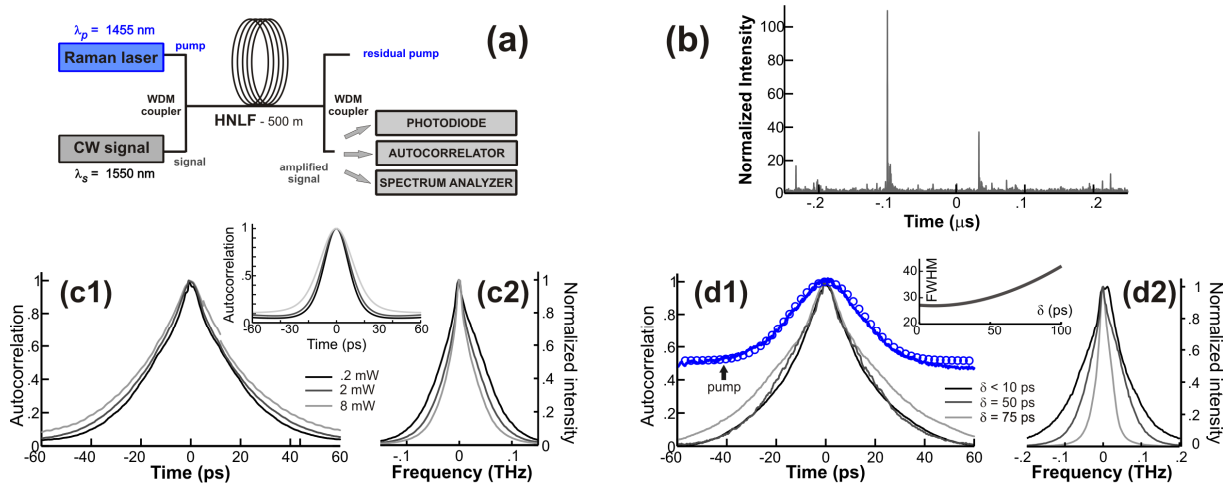 λp = 1455 nm
Raman laser
pump
WDM
coupler
CW signal
signal
λs = 1550 nm
HNLF - 500 m
(a)
residual pump
WDM
coupler
amplified
signal
PHOTODIODE
AUTOCORRELATOR
SPECTRUM ANALYZER
(b)
Normalized Intensity
100
80
60
40
20
0
-.2
-.1
0
.1
.2
Time (μs)
(c1)
Autocorrelation
1
.8
.6
.4
.2
0
-60
-40
-20
0
20
40
60
Time (ps)
Autocorrelation
1
.5
-60
-30
0
30
60
Time (ps)
.2 mW
2 mW
8 mW
(c2)
1
.8
.6
.4
.2
0
Normalized intensity
-.1
0
0.1
Frequency (THz)
(d1)
Autocorrelation
1
.8
.6
.4
.2
0
-60
-40
-20
0
20
40
60
Time (ps)
pump
FWHM
40
30
20
0
50
100
δ (ps)
δ < 10 ps
δ = 50 ps
δ = 75 ps
(d2)
1
.8
.6
.4
.2
0
Normalized intensity
-0.2
-.1
0
.1
0.2
Frequency (THz)